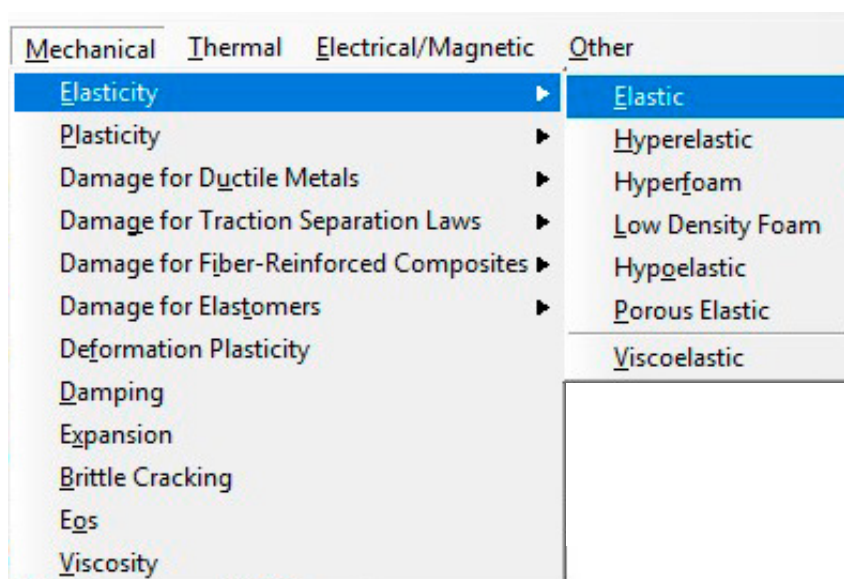 Mechanical Thermal Electrical/Magnetic Other
Elasticity
Plasticity
Damage for Ductile Metals
Damage for Traction Separation Laws
Damage for Fiber-Reinforced Composites
Damage for Elastomers
Deformation Plasticity
Damping
Expansion
Brittle Cracking
Eos
Viscosity
Elastic
Hyperelastic
Hyperfoam
Low Density Foam
Hypoelastic
Porous Elastic
Viscoelastic